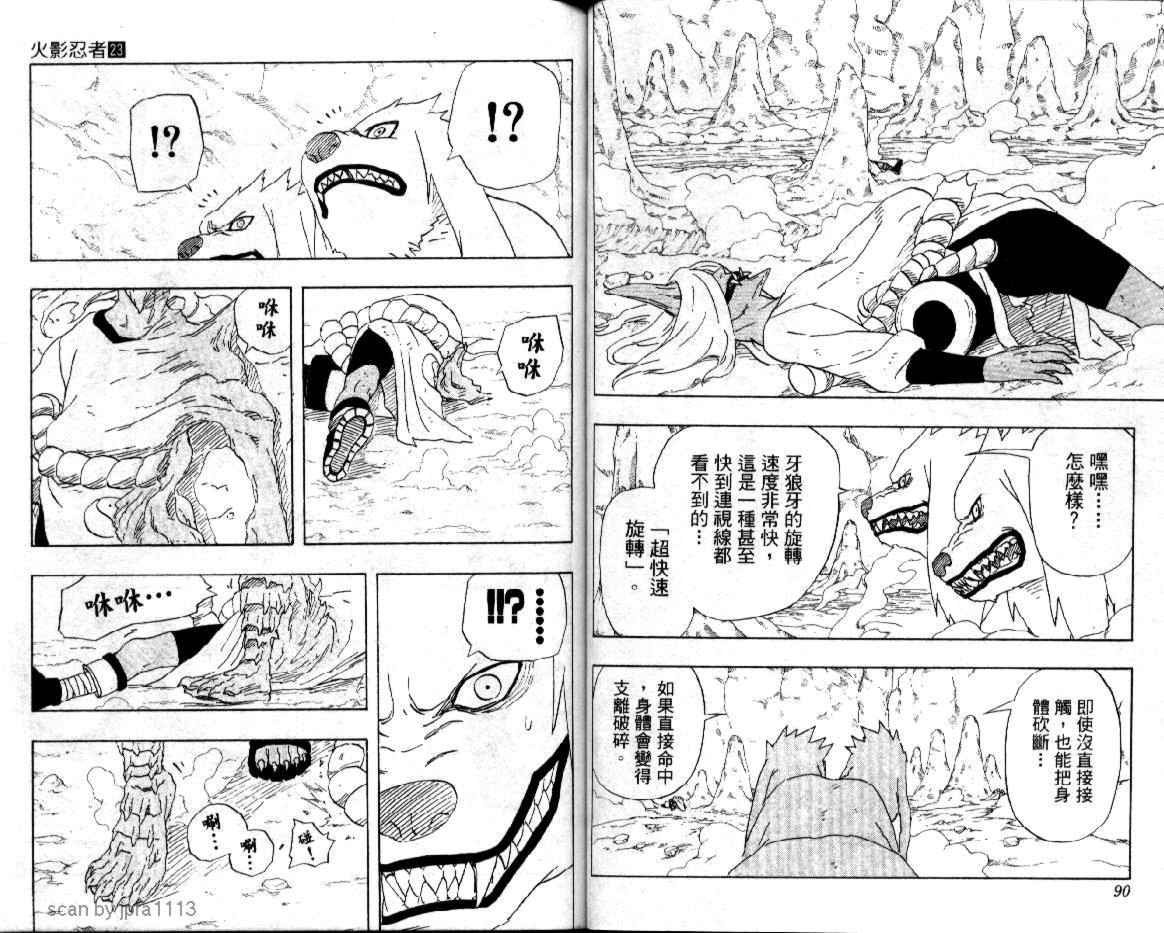 嘿嘿……
怎麼樣？
牙狼牙的旋轉
速度非常快，
這是一種甚至
快到連視線都
看不到的…
「超快速
旋轉」。
即使沒直接接
觸，也能把身
體砍斷…
如果直接命中
，身體會變得
支離破碎。
90
火影忍者23
!?
!?
咻
咻
咻
咻
……!!?
咻咻…
碰！
唰…
唰…
scan by jpfa1113